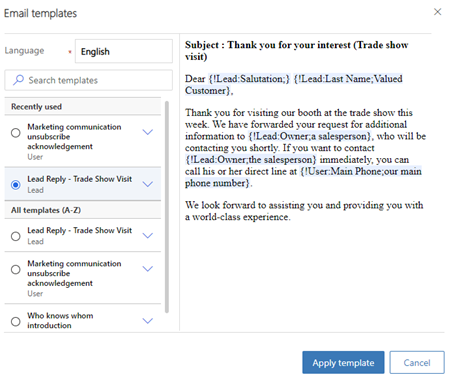 Email templates
Language * English
Search templates
Recently used
Marketing communication
unsubscribe
acknowledgement
User
Lead Reply - Trade Show Visit
Lead
All templates (A-Z)
Lead Reply - Trade Show Visit
Lead
Marketing communication
unsubscribe
acknowledgement
User
Who knows whom
introduction
Subject : Thank you for your interest (Trade show
visit)
Dear {!Lead:Salutation;} {!Lead:Last Name;Valued
Customer},
Thank you for visiting our booth at the trade show this
week. We have forwarded your request for additional
information to {!Lead:Owner;a salesperson}, who will be
contacting you shortly. If you want to contact
{!Lead:Owner;the salesperson} immediately, you can
call his or her direct line at {!User:Main Phone;our main
phone number}.
We look forward to assisting you and providing you with
a world-class experience.
Apply template
Cancel